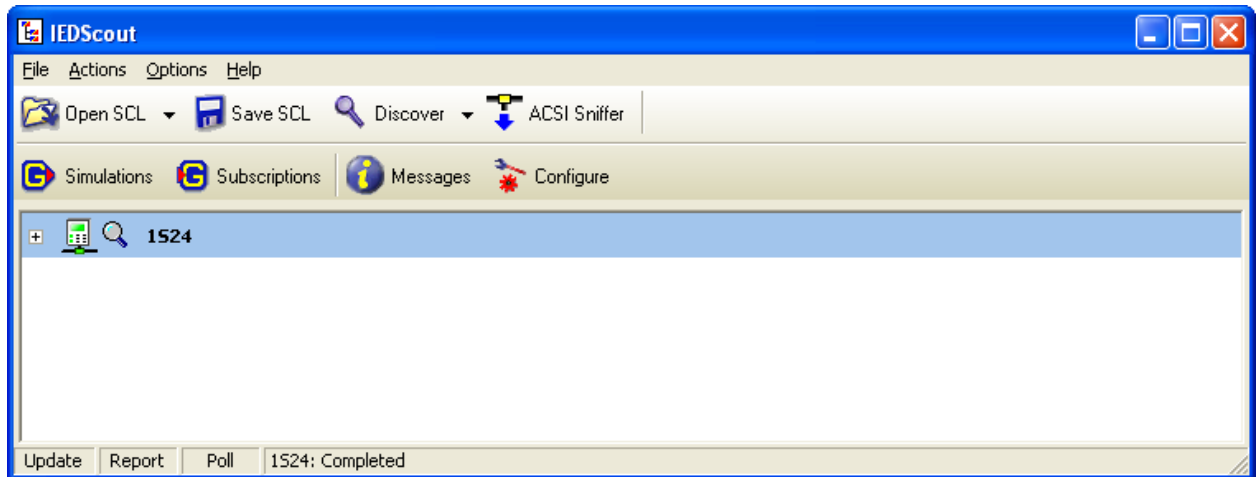 IEDScout
File Actions Options Help
Open SCL Save SCL Discover ACSI Sniffer
Simulations Subscriptions Messages Configure
1S24
Update Report Poll 1S24: Completed